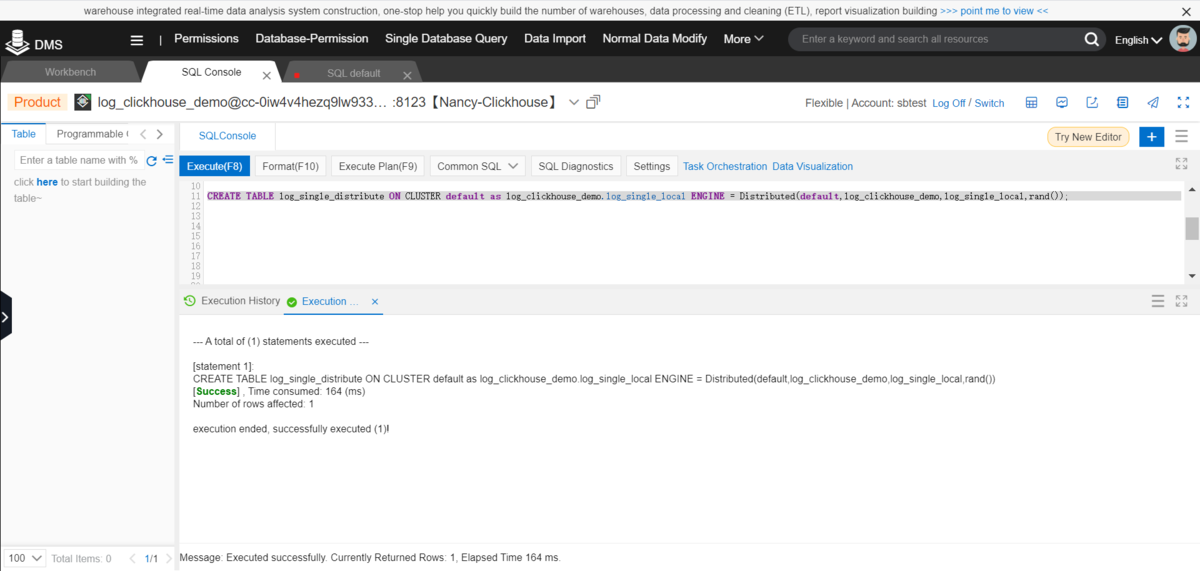 warehouse integrated real-time data analysis system construction, one-stop help you quickly build the number of warehouses, data processing and cleaning (ETL), report visualization building >>> point me to view <<
DMS | Permissions Database-Permission Single Database Query Data Import Normal Data Modify More Enter a keyword and search all resources English
Workbench SQL Console SQL default
Product log_clickhouse_demo@cc-0iw4v4hezq9lw933... :8123【Nancy-Clickhouse】 Flexible | Account: sbtest Log Off / Switch
Table Programmable SQLConsole Try New Editor +
Enter a table name with % Execute(F8) Format(F10) Execute Plan(F9) Common SQL SQL Diagnostics Settings Task Orchestration Data Visualization
click here to start building the
table~
10
11 CREATE TABLE log_single_distribute ON CLUSTER default as log_clickhouse_demo.log_single_local ENGINE = Distributed(default,log_clickhouse_demo,log_single_local,rand());
12
13
14
15
16
17
18
19
Execution History Execution ...
--- A total of (1) statements executed ---
[statement 1]:
CREATE TABLE log_single_distribute ON CLUSTER default as log_clickhouse_demo.log_single_local ENGINE = Distributed(default,log_clickhouse_demo,log_single_local,rand())
[Success] , Time consumed: 164 (ms)
Number of rows affected: 1
execution ended, successfully executed (1)!
100 Total Items: 0 1/1 Message: Executed successfully. Currently Returned Rows: 1, Elapsed Time 164 ms.